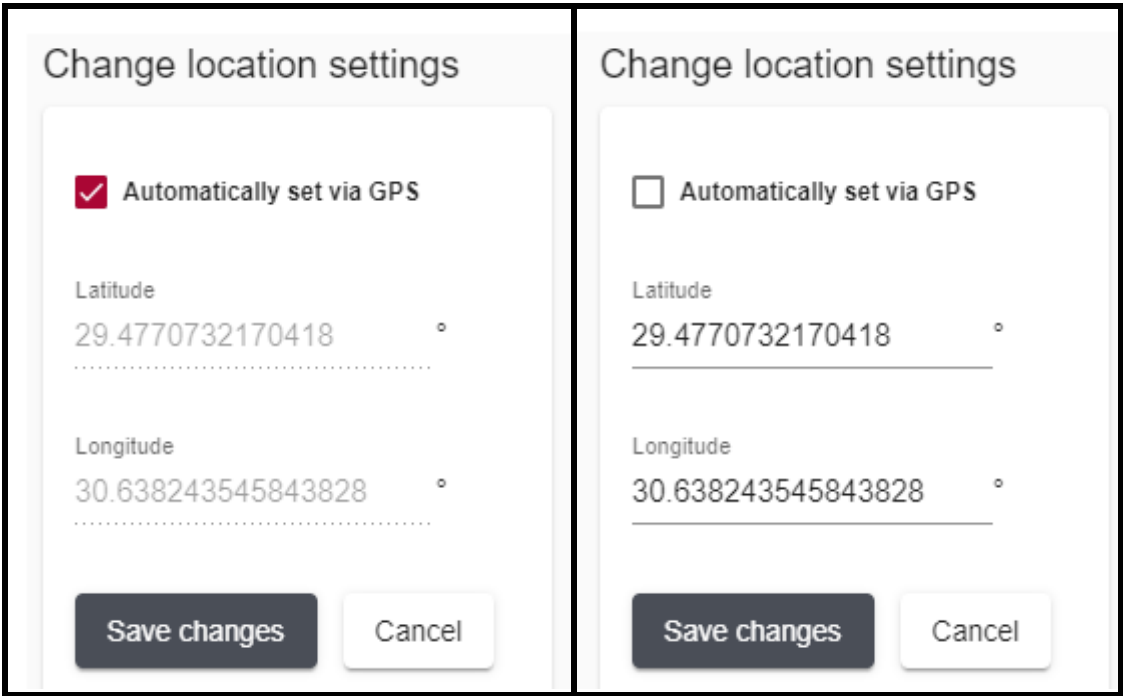 Change location settings
Automatically set via GPS
Latitude
29.4770732170418 °
Longitude
30.638243545843828 °
Save changes
Cancel
Change location settings
Automatically set via GPS
Latitude
29.4770732170418 °
Longitude
30.638243545843828 °
Save changes
Cancel